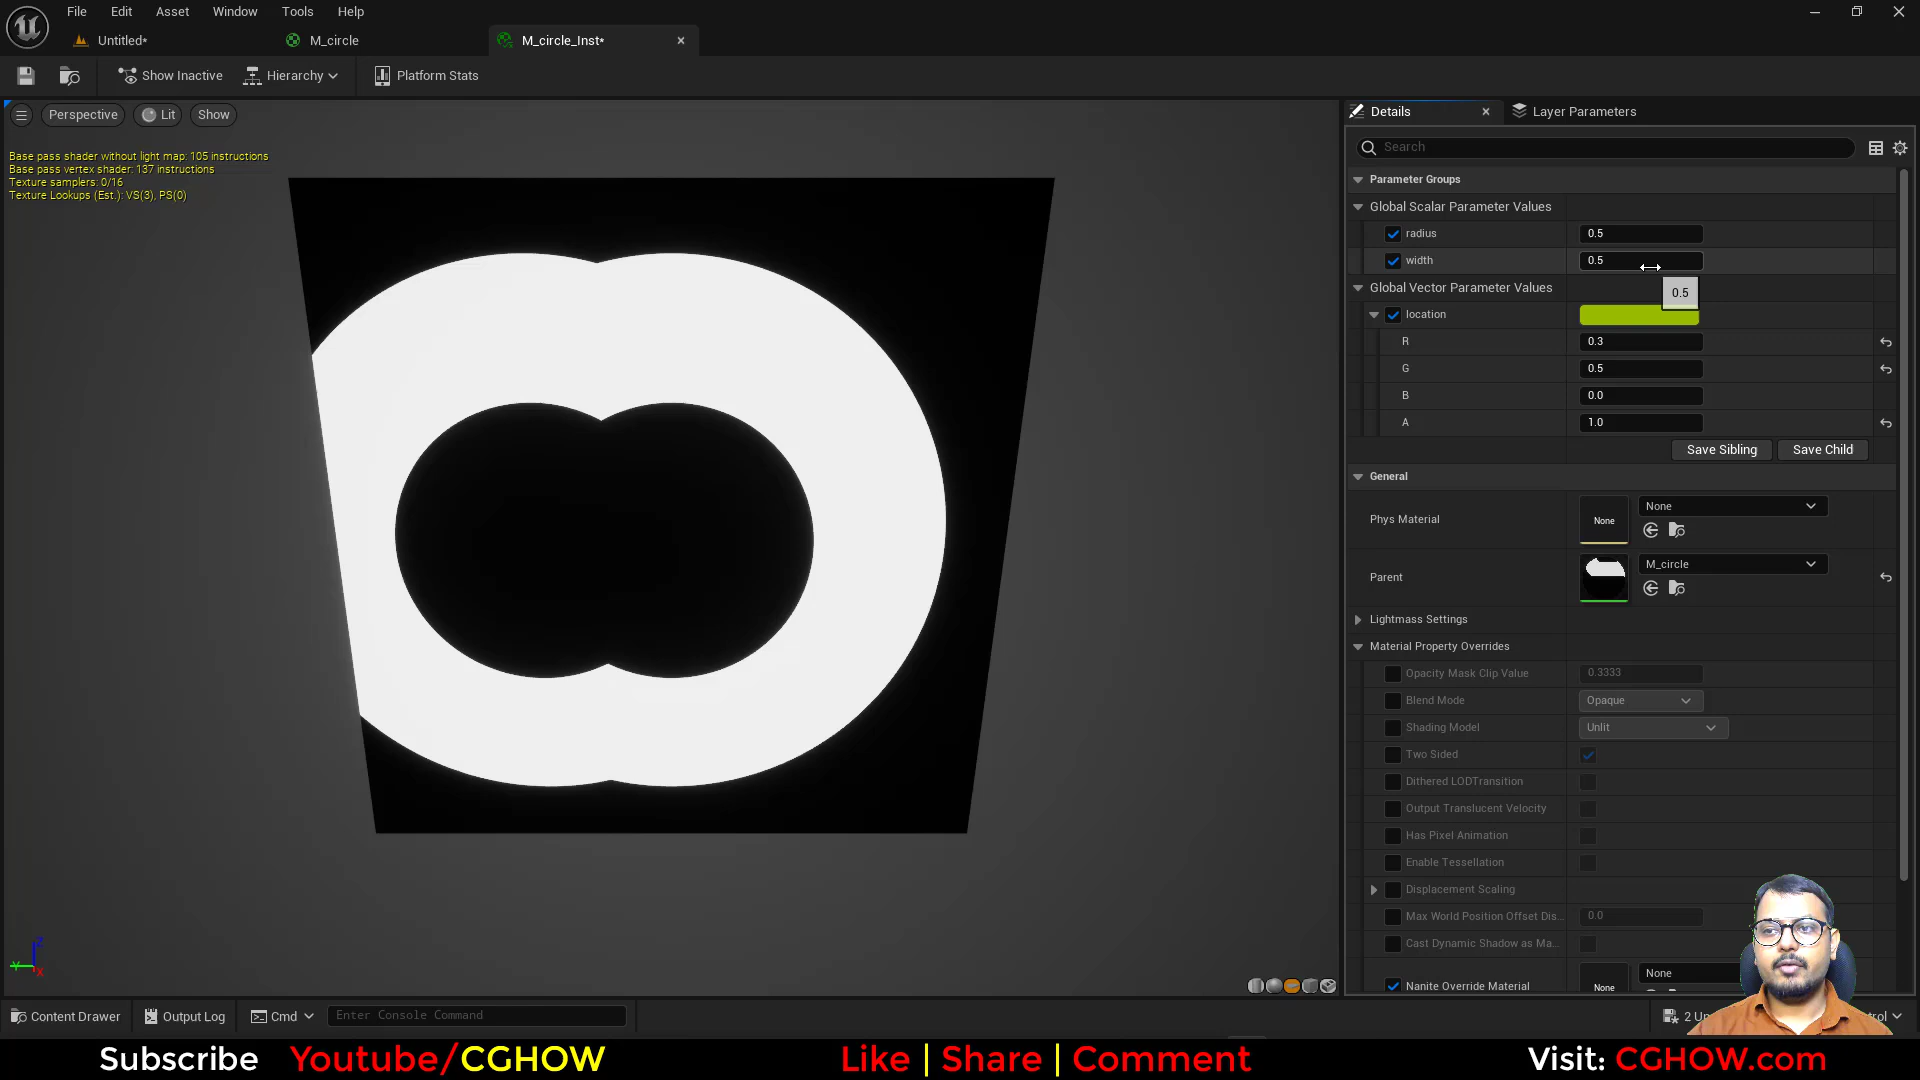 File Edit Asset Window Tools Help
Untitled* M_circle M_circle_Inst*
Show Inactive Hierarchy Platform Stats
Perspective Lit Show
Base pass shader without light map: 105 instructions
Base pass vertex shader: 137 instructions
Texture samplers: 0/16
Texture Lookups (Est.): VS(3), PS(0)
Details Layer Parameters
Search
Parameter Groups
Global Scalar Parameter Values
radius 0.5
width 0.5
Global Vector Parameter Values
0.5
location
R 0.3
G 0.5
B 0.0
A 1.0
Save Sibling Save Child
General
Phys Material None None
Parent M_circle
Lightmass Settings
Material Property Overrides
Opacity Mask Clip Value 0.3333
Blend Mode Opaque
Shading Model Unlit
Two Sided
Dithered LODTransition
Output Translucent Velocity
Has Pixel Animation
Enable Tessellation
Displacement Scaling
Max World Position Offset Dis... 0.0
Cast Dynamic Shadow as Ma...
Nanite Override Material None None
Z
Y
X
Content Drawer Output Log Cmd Enter Console Command
2
Subscribe Youtube/CGHOW Like | Share | Comment Visit: CGHOW.com